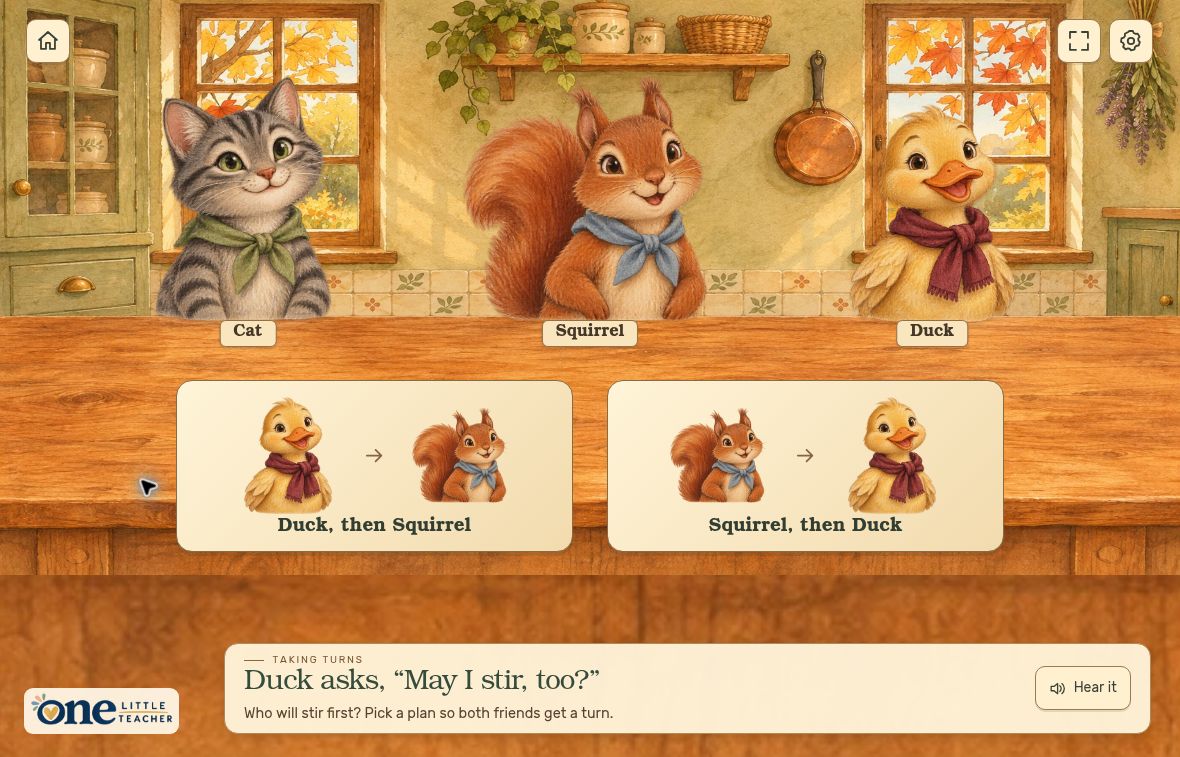 Cat
Squirrel
Duck
Duck, then Squirrel
Squirrel, then Duck
TAKING TURNS
Duck asks, “May I stir, too?”
Who will stir first? Pick a plan so both friends get a turn.
Hear it
one LITTLE
TEACHER